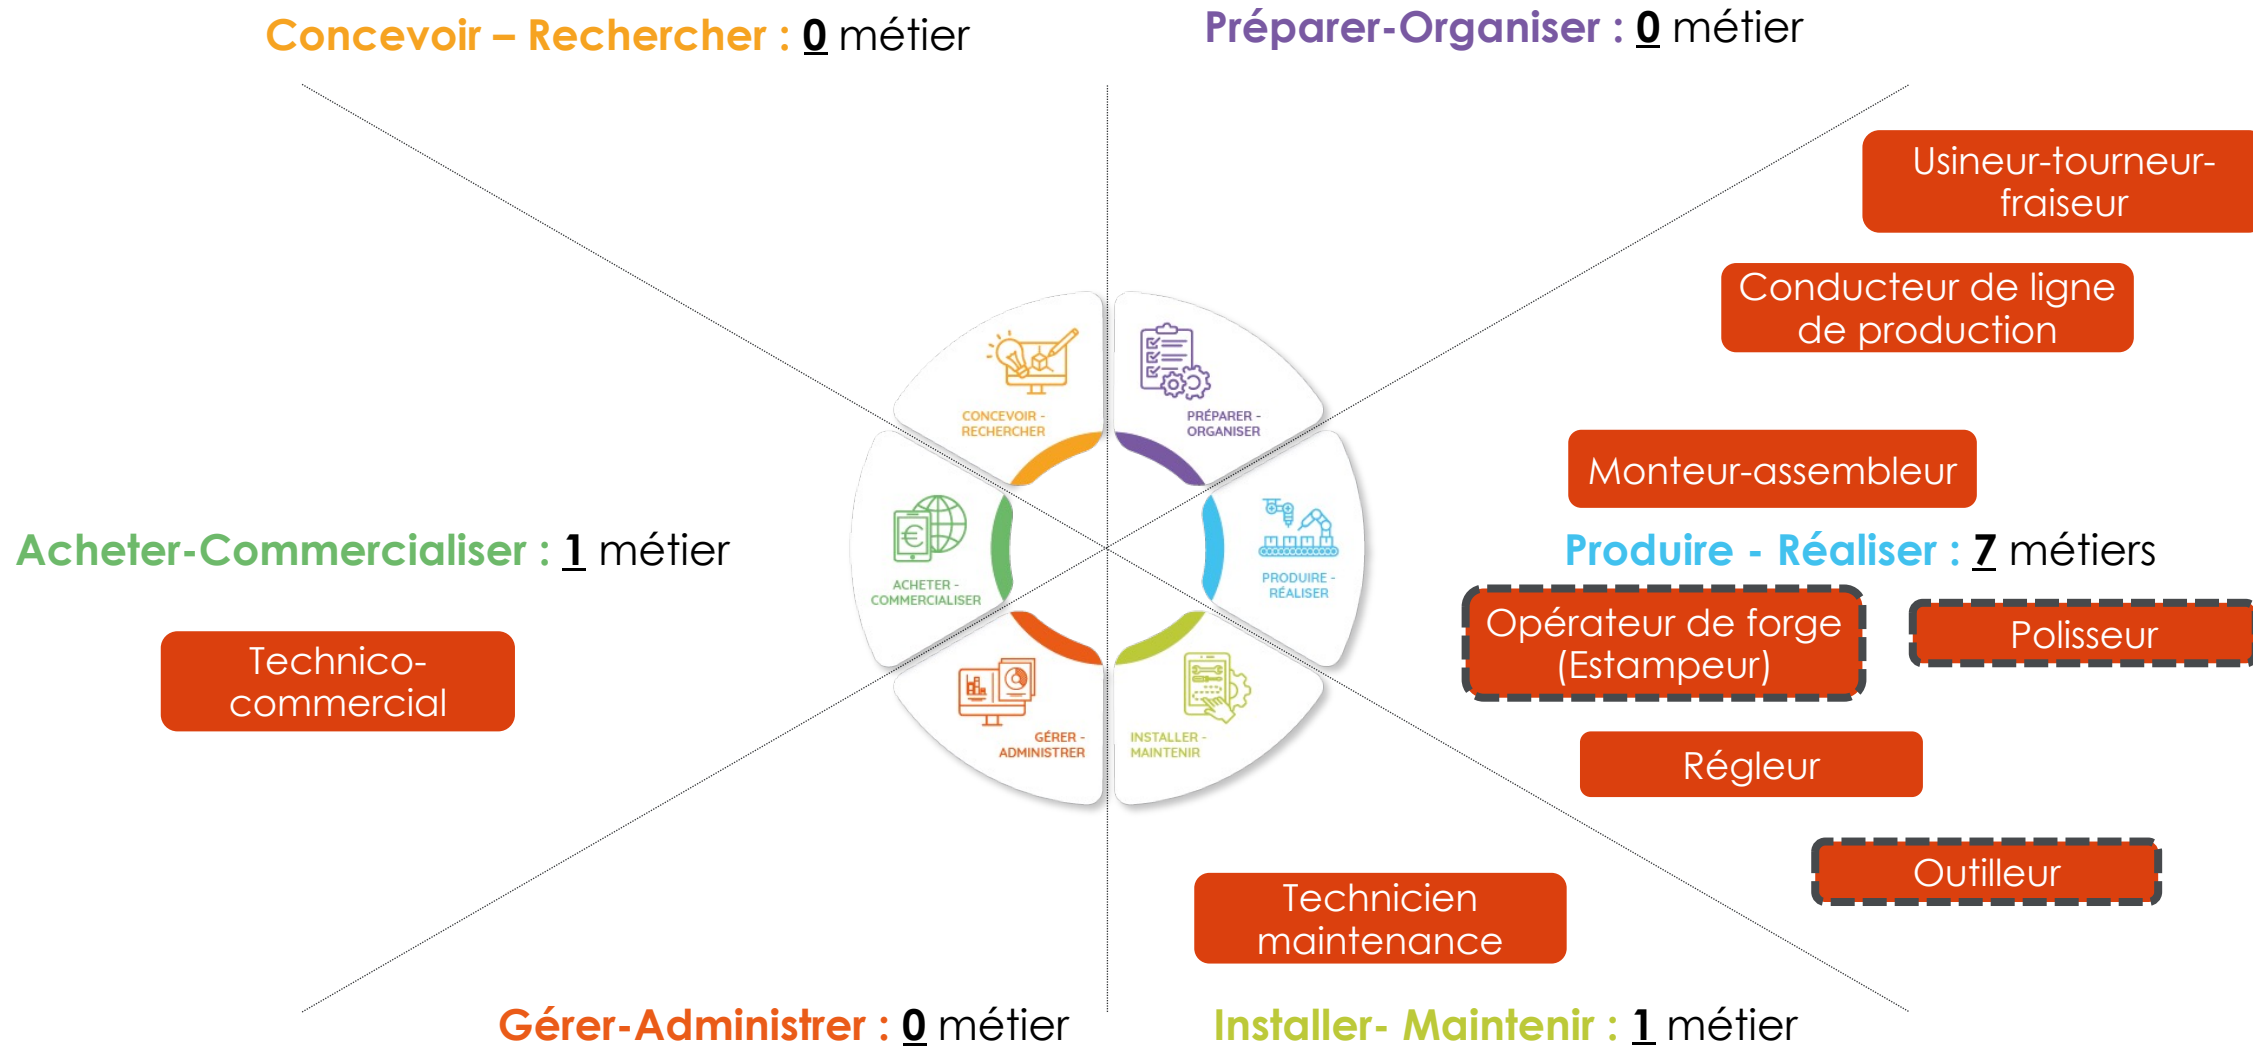 Concevoir – Rechercher : 0 métier
Préparer-Organiser : 0 métier
Usineur-tourneur-
fraiseur
Conducteur de ligne
de production
CONCEVOIR -
RECHERCHER
PRÉPARER -
ORGANISER
Monteur-assembleur
Acheter-Commercialiser : 1 métier
€
ACHETER -
COMMERCIALISER
PRODUIRE -
RÉALISER
Produire - Réaliser : 7 métiers
Technico-
commercial
Opérateur de forge
(Estampeur)
Polisseur
GÉRER -
ADMINISTRER
INSTALLER -
MAINTENIR
Régleur
Outilleur
Technicien
maintenance
Gérer-Administrer : 0 métier
Installer- Maintenir : 1 métier